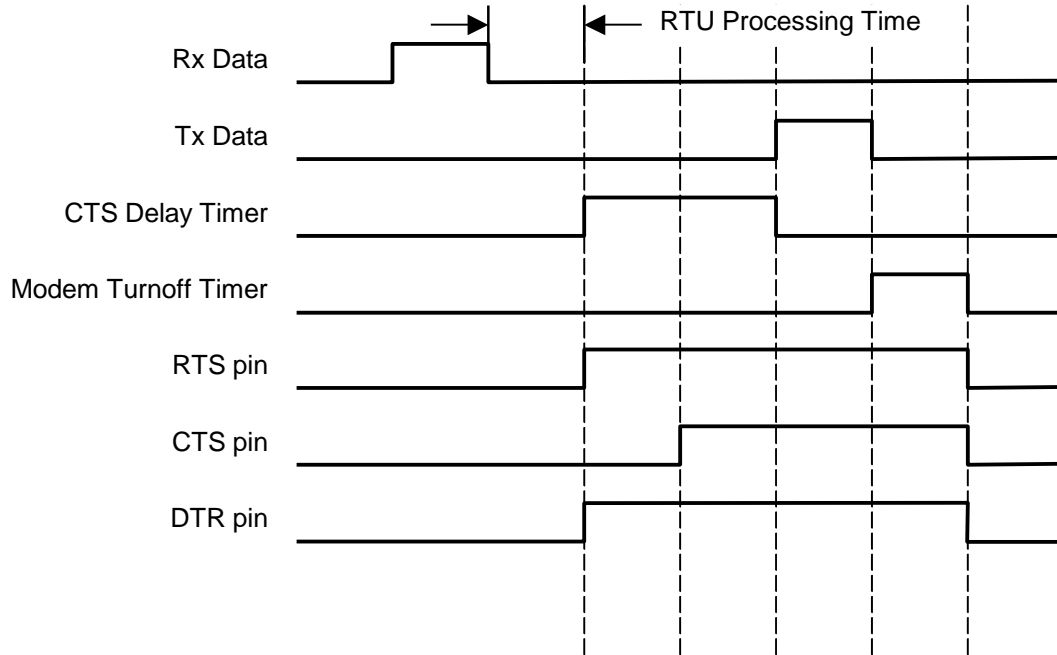 RTU Processing Time
Rx Data
Tx Data
CTS Delay Timer
Modem Turnoff Timer
RTS pin
CTS pin
DTR pin